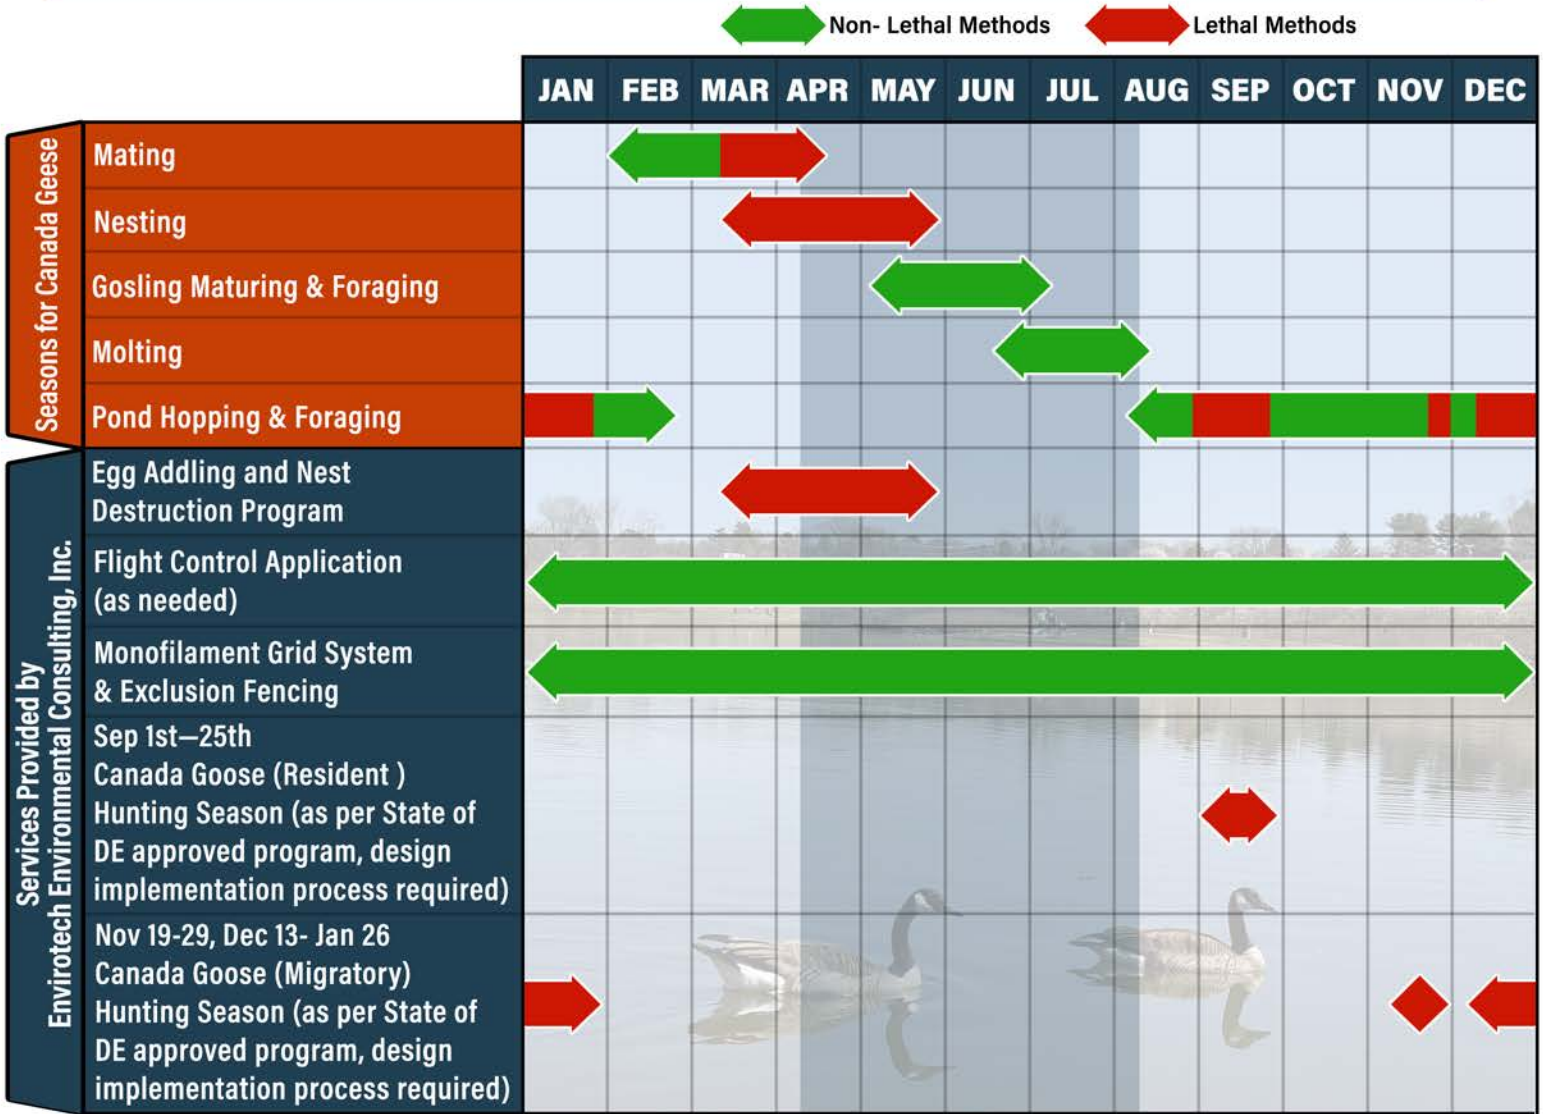 Non- Lethal Methods
Lethal Methods
JAN FEB MAR APR MAY JUN JUL AUG SEP OCT NOV DEC
Seasons for Canada Geese
Mating
Nesting
Gosling Maturing & Foraging
Molting
Pond Hopping & Foraging
Services Provided by
Envirotech Environmental Consulting, Inc.
Egg Addling and Nest
Destruction Program
Flight Control Application
(as needed)
Monofilament Grid System
& Exclusion Fencing
Sep 1st—25th
Canada Goose (Resident )
Hunting Season (as per State of
DE approved program, design
implementation process required)
Nov 19-29, Dec 13- Jan 26
Canada Goose (Migratory)
Hunting Season (as per State of
DE approved program, design
implementation process required)